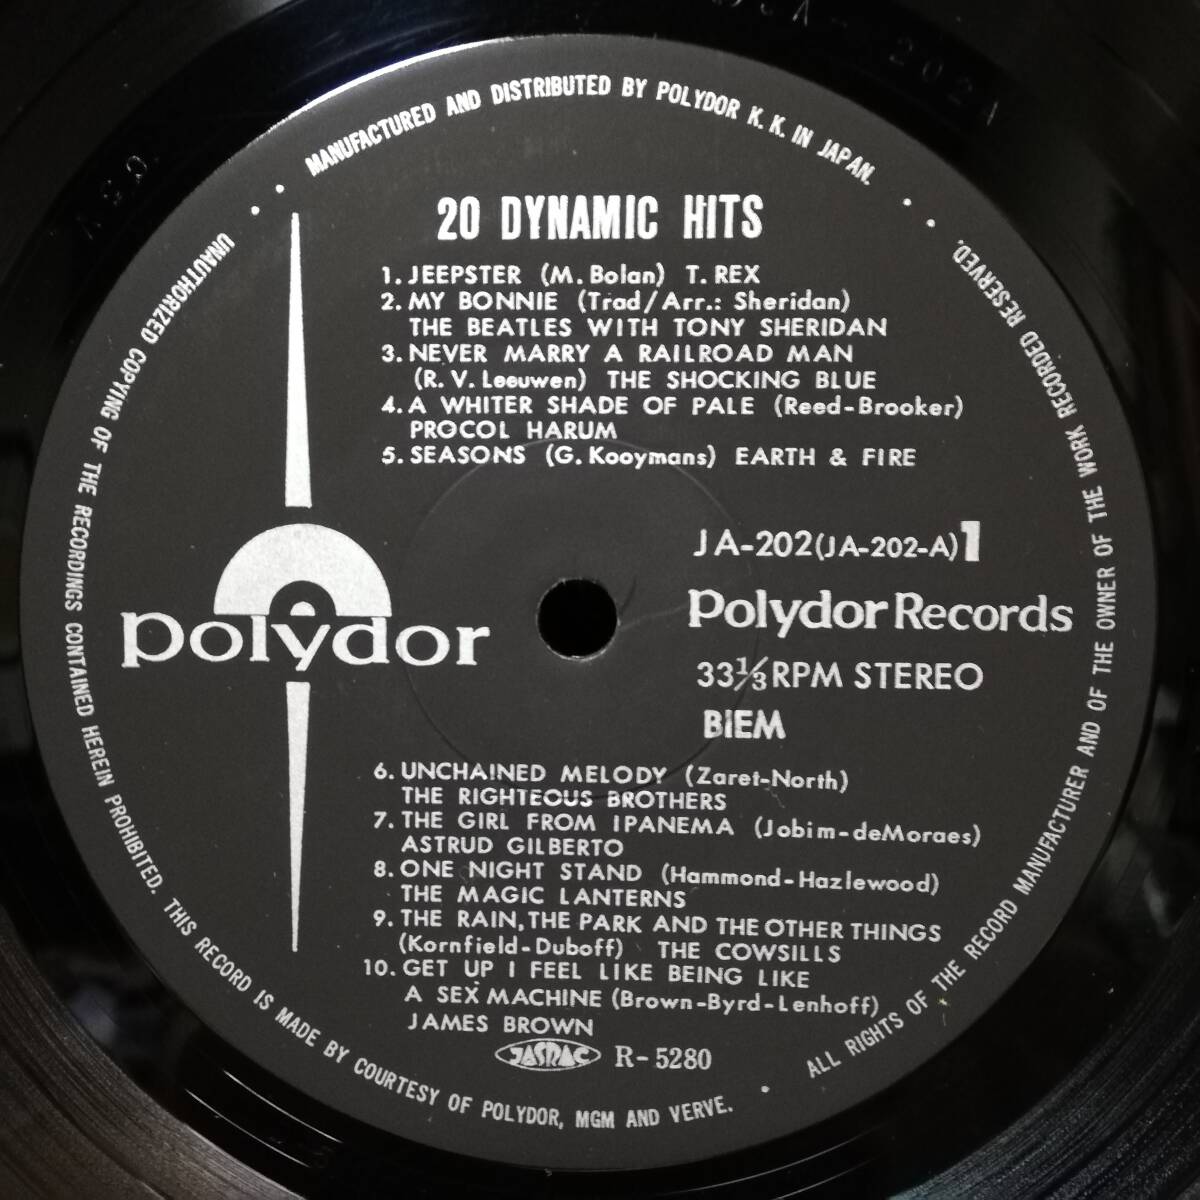 MANUFACTURED AND DISTRIBUTED BY POLYDOR K.K. IN JAPAN.
20 DYNAMIC HITS
1. JEEPSTER (M. Bolan) T. REX
2. MY BONNIE (Trad/Arr.: Sheridan)
THE BEATLES WITH TONY SHERIDAN
3. NEVER MARRY A RAILROAD MAN
(R. V. Leeuwen) THE SHOCKING BLUE
4. A WHITER SHADE OF PALE (Reed-Brooker)
PROCOL HARUM
5. SEASONS (G. Kooymans) EARTH & FIRE
JA-202(JA-202-A)1
polydor
Polydor Records
33⅓ RPM STEREO
BIEM
6. UNCHAINED MELODY (Zaret-North)
THE RIGHTEOUS BROTHERS
7. THE GIRL FROM IPANEMA (Jobim-deMoraes)
ASTRUD GILBERTO
8. ONE NIGHT STAND (Hammond-Hazlewood)
THE MAGIC LANTERNS
9. THE RAIN, THE PARK AND THE OTHER THINGS
(Kornfield-Duboff) THE COWSILLS
10. GET UP I FEEL LIKE BEING LIKE
A SEX MACHINE (Brown-Byrd-Lenhoff)
JAMES BROWN
JASRAC R-5280
ALL RIGHTS OF THE RECORD MANUFACTURER AND OF THE OWNER OF THE WORK RECORDED RESERVED.
UNAUTHORIZED COPYING OF THE RECORDINGS CONTAINED HEREIN PROHIBITED. THIS RECORD IS MADE BY COURTESY OF POLYDOR, MGM AND VERVE.